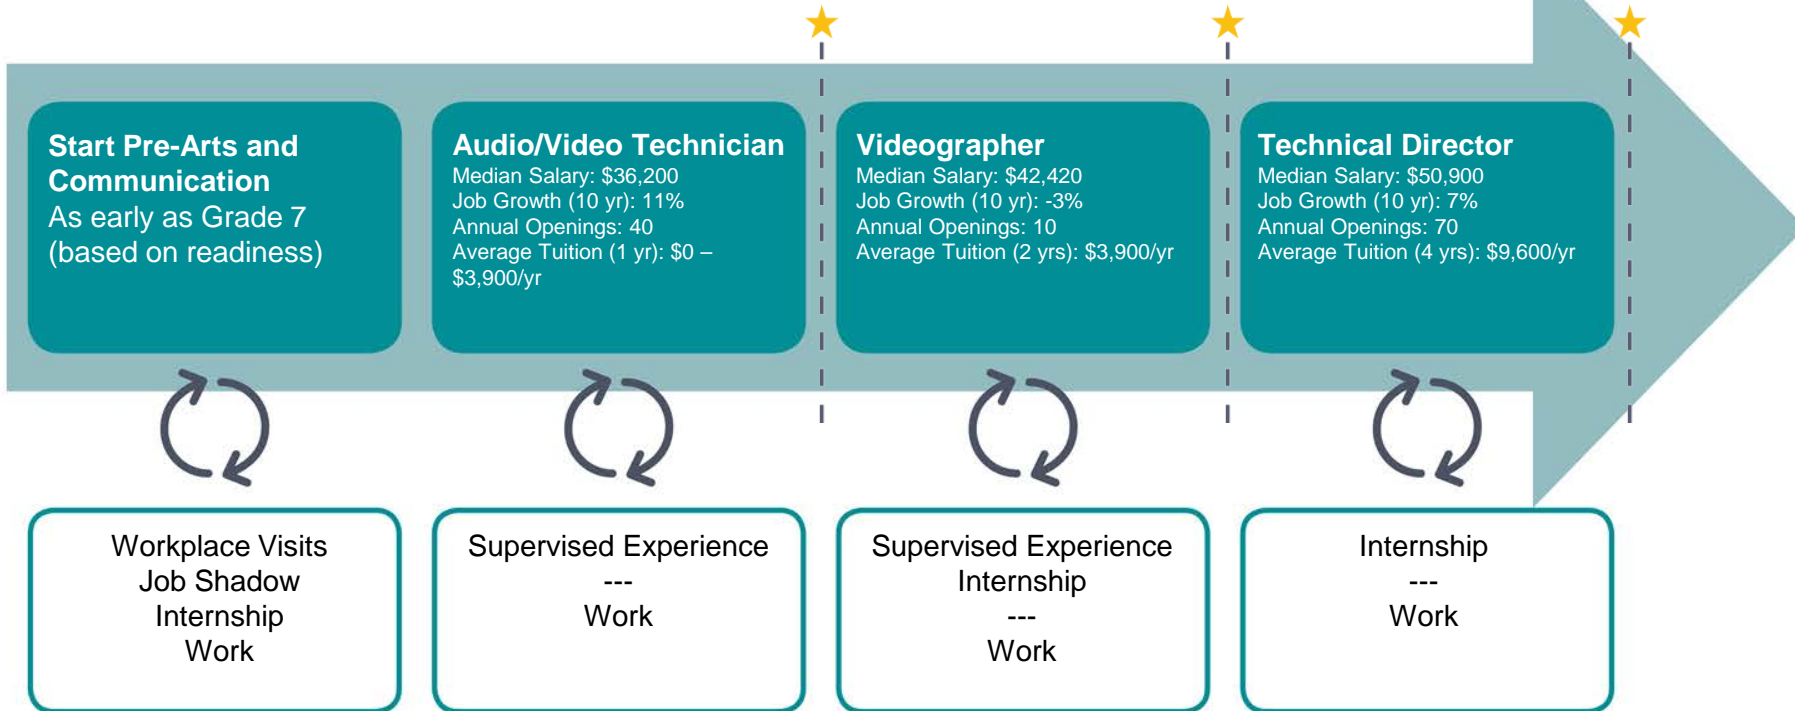 Start Pre-Arts and
Communication
As early as Grade 7
(based on readiness)
Audio/Video Technician
Median Salary: $36,200
Job Growth (10 yr): 11%
Annual Openings: 40
Average Tuition (1 yr): $0 –
$3,900/yr
Videographer
Median Salary: $42,420
Job Growth (10 yr): -3%
Annual Openings: 10
Average Tuition (2 yrs): $3,900/yr
Technical Director
Median Salary: $50,900
Job Growth (10 yr): 7%
Annual Openings: 70
Average Tuition (4 yrs): $9,600/yr
Workplace Visits
Job Shadow
Internship
Work
Supervised Experience
---
Work
Supervised Experience
Internship
---
Work
Internship
---
Work